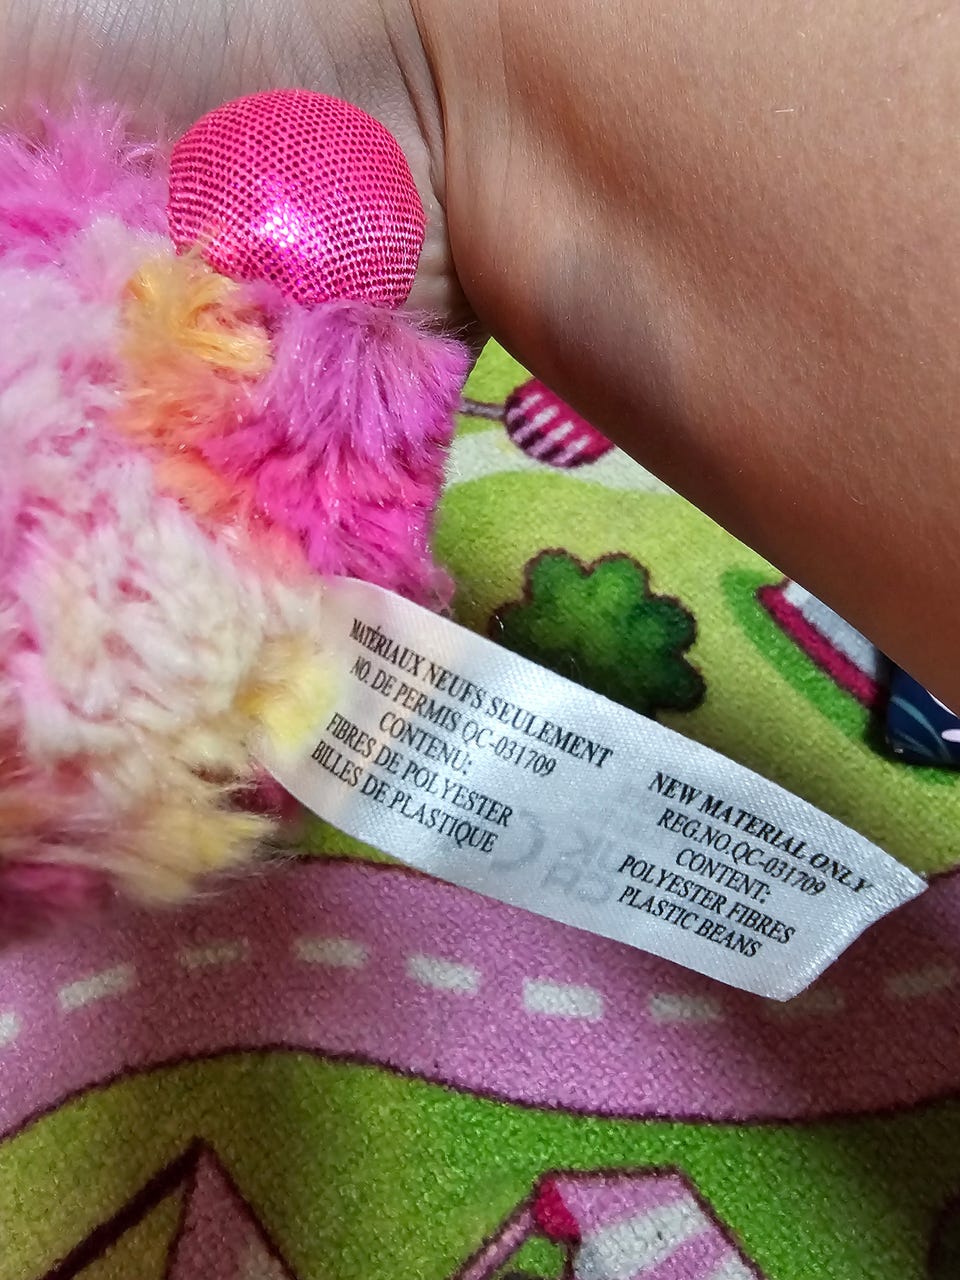 MATÉRIAUX NEUFS SEULEMENT
NO. DE PERMIS QC-031709
CONTENU:
FIBRES DE POLYESTER
BILLES DE PLASTIQUE
NEW MATERIAL ONLY
REG.NO.QC-031709
CONTENT:
POLYESTER FIBRES
PLASTIC BEANS